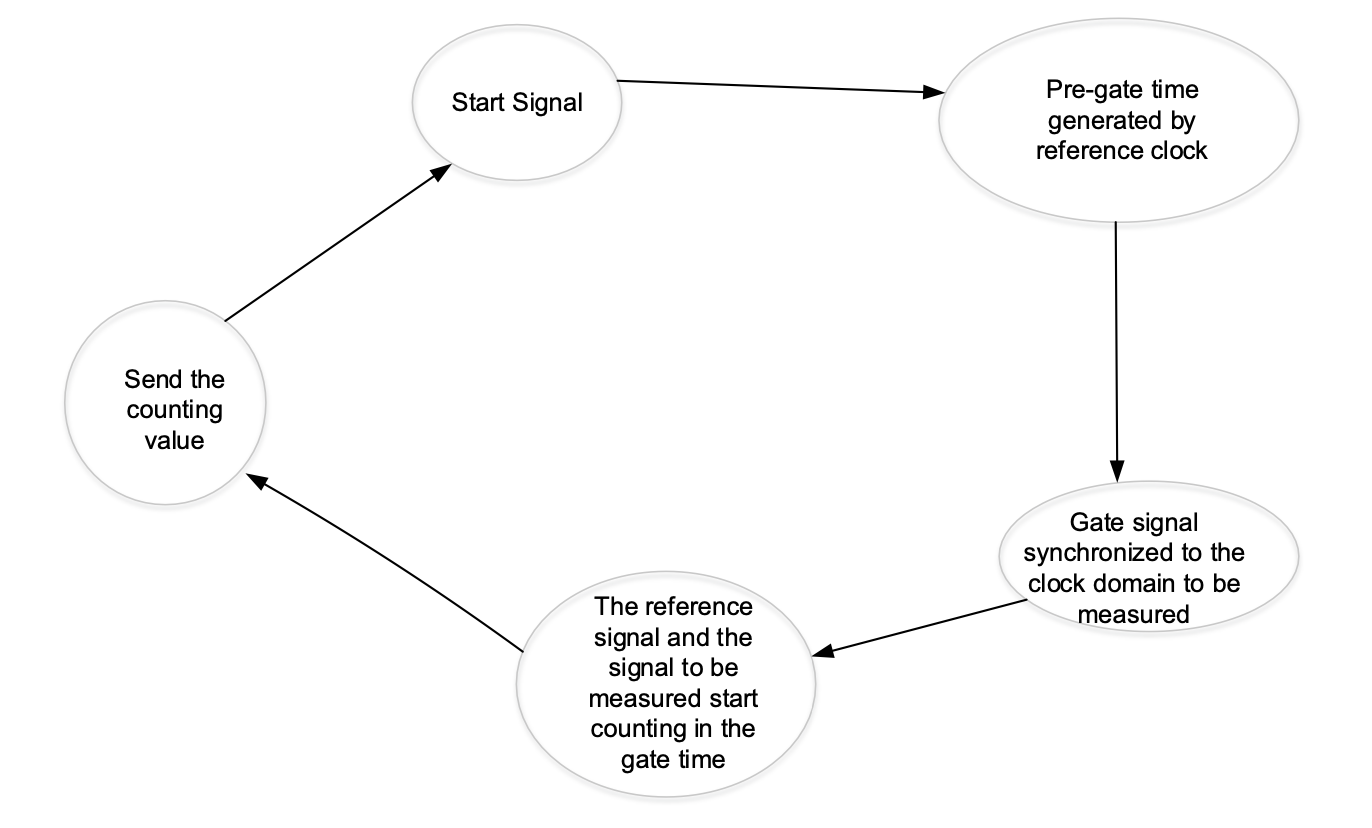 Start Signal
Pre-gate time
generated by
reference clock
Gate signal
synchronized to the
clock domain to be
measured
The reference
signal and the
signal to be
measured start
counting in the
gate time
Send the
counting
value